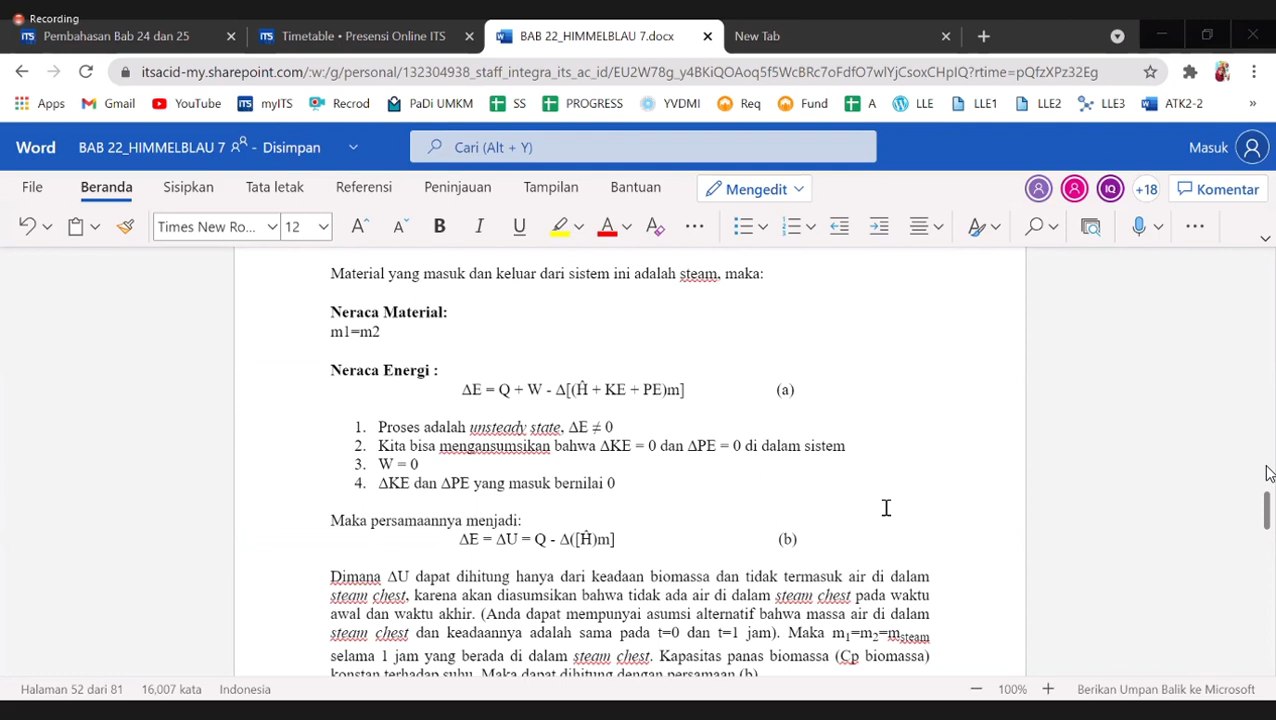 Recording
Pembahasan Bab 24 dan 25
Timetable • Presensi Online ITS
BAB 22_HIMMELBLAU 7.docx
New Tab
itsacid-my.sharepoint.com/:w:/g/personal/132304938_staff_integra_its_ac_id/EU2W78g_y4BKiQOAoq5f5WcBRc7oFdfO7wlYjCsoxCHpIQ?rtime=pQfzXPz32Eg
Apps Gmail YouTube myITS Recrod PaDi UMKM SS PROGRESS YVDMI Req Fund A LLE LLE1 LLE2 LLE3 ATK2-2 »
Word BAB 22_HIMMELBLAU 7 - Disimpan Cari (Alt + Y) Masuk
File Beranda Sisipkan Tata letak Referensi Peninjauan Tampilan Bantuan Mengedit IQ +18 Komentar
Times New Ro... 12 A A B I U A
Material yang masuk dan keluar dari sistem ini adalah steam, maka:
Neraca Material:
m1=m2
Neraca Energi :
ΔE = Q + W - Δ[(Ĥ + KE + PE)m] (a)
1. Proses adalah unsteady state, ΔE ≠ 0
2. Kita bisa mengansumsikan bahwa ΔKE = 0 dan ΔPE = 0 di dalam sistem
3. W = 0
4. ΔKE dan ΔPE yang masuk bernilai 0
Maka persamaannya menjadi:
ΔE = ΔU = Q - Δ([Ĥ)m] (b)
Dimana ΔU dapat dihitung hanya dari keadaan biomassa dan tidak termasuk air di dalam
steam chest, karena akan diasumsikan bahwa tidak ada air di dalam steam chest pada waktu
awal dan waktu akhir. (Anda dapat mempunyai asumsi alternatif bahwa massa air di dalam
steam chest dan keadaannya adalah sama pada t=0 dan t=1 jam). Maka m₁=m₂=msteam
selama 1 jam yang berada di dalam steam chest. Kapasitas panas biomassa (Cp biomassa)
konstan terhadap suhu. Maka dapat dihitung dengan persamaan (b)
Halaman 52 dari 81 16,047 kata Indonesia 100% Berikan Umpan Balik ke Microsoft